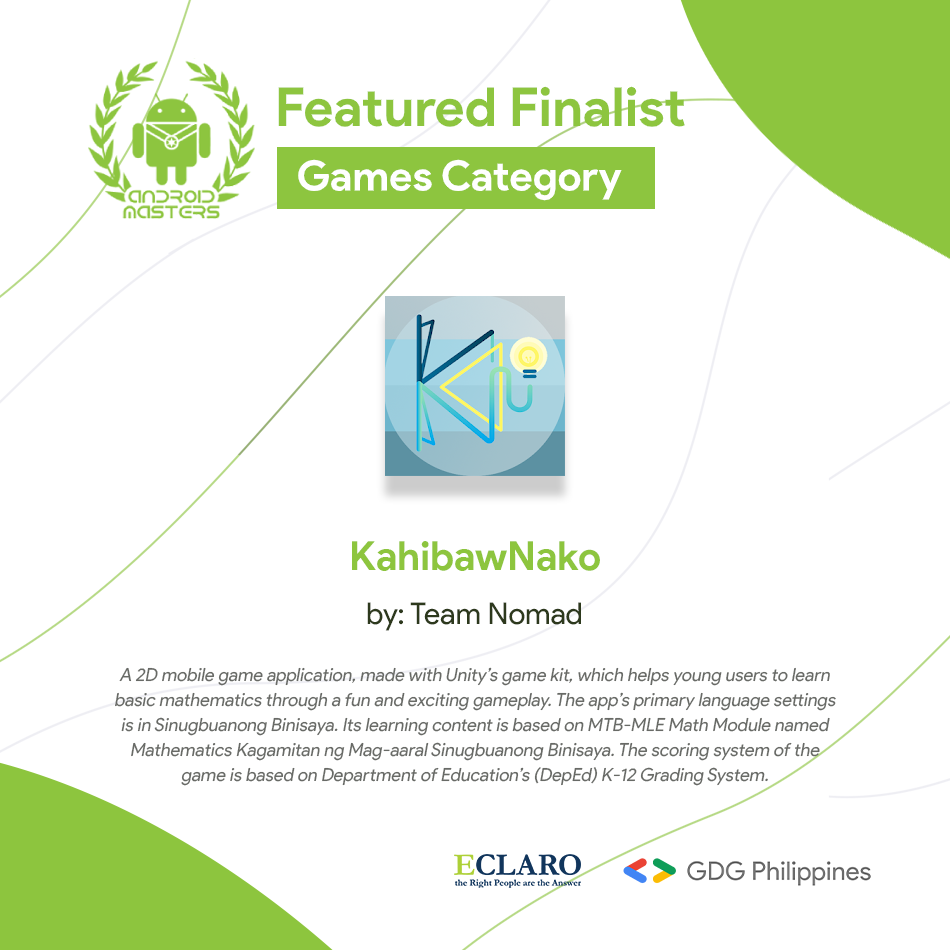 Featured Finalist
Games Category
ANDROID
MASTERS
KahibawNako
by: Team Nomad
A 2D mobile game application, made with Unity's game kit, which helps young users to learn
basic mathematics through a fun and exciting gameplay. The app's primary language settings
is in Sinugbuanong Binisaya. Its learning content is based on MTB-MLE Math Module named
Mathematics Kagamitan ng Mag-aaral Sinugbuanong Binisaya. The scoring system of the
game is based on Department of Education's (DepEd) K-12 Grading System.
ECLARO
the Right People are the Answer
GDG Philippines